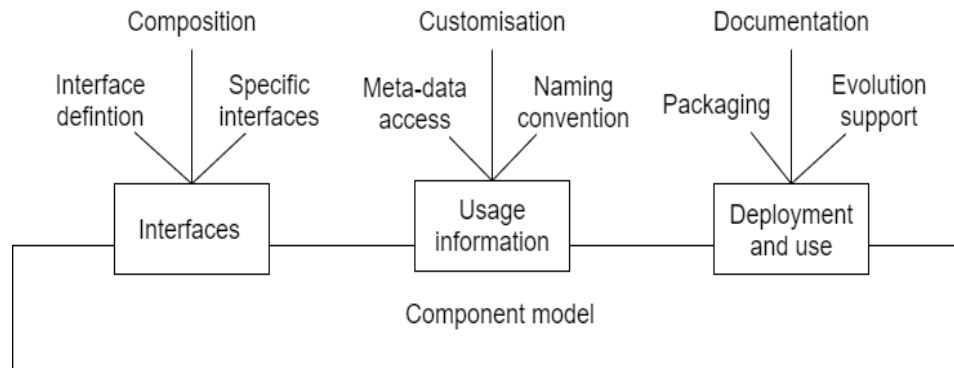 Composition
Customisation
Documentation
Interface
defintion
Specific
interfaces
Meta-data
access
Naming
convention
Packaging
Evolution
support
Interfaces
Usage
information
Deployment
and use
Component model